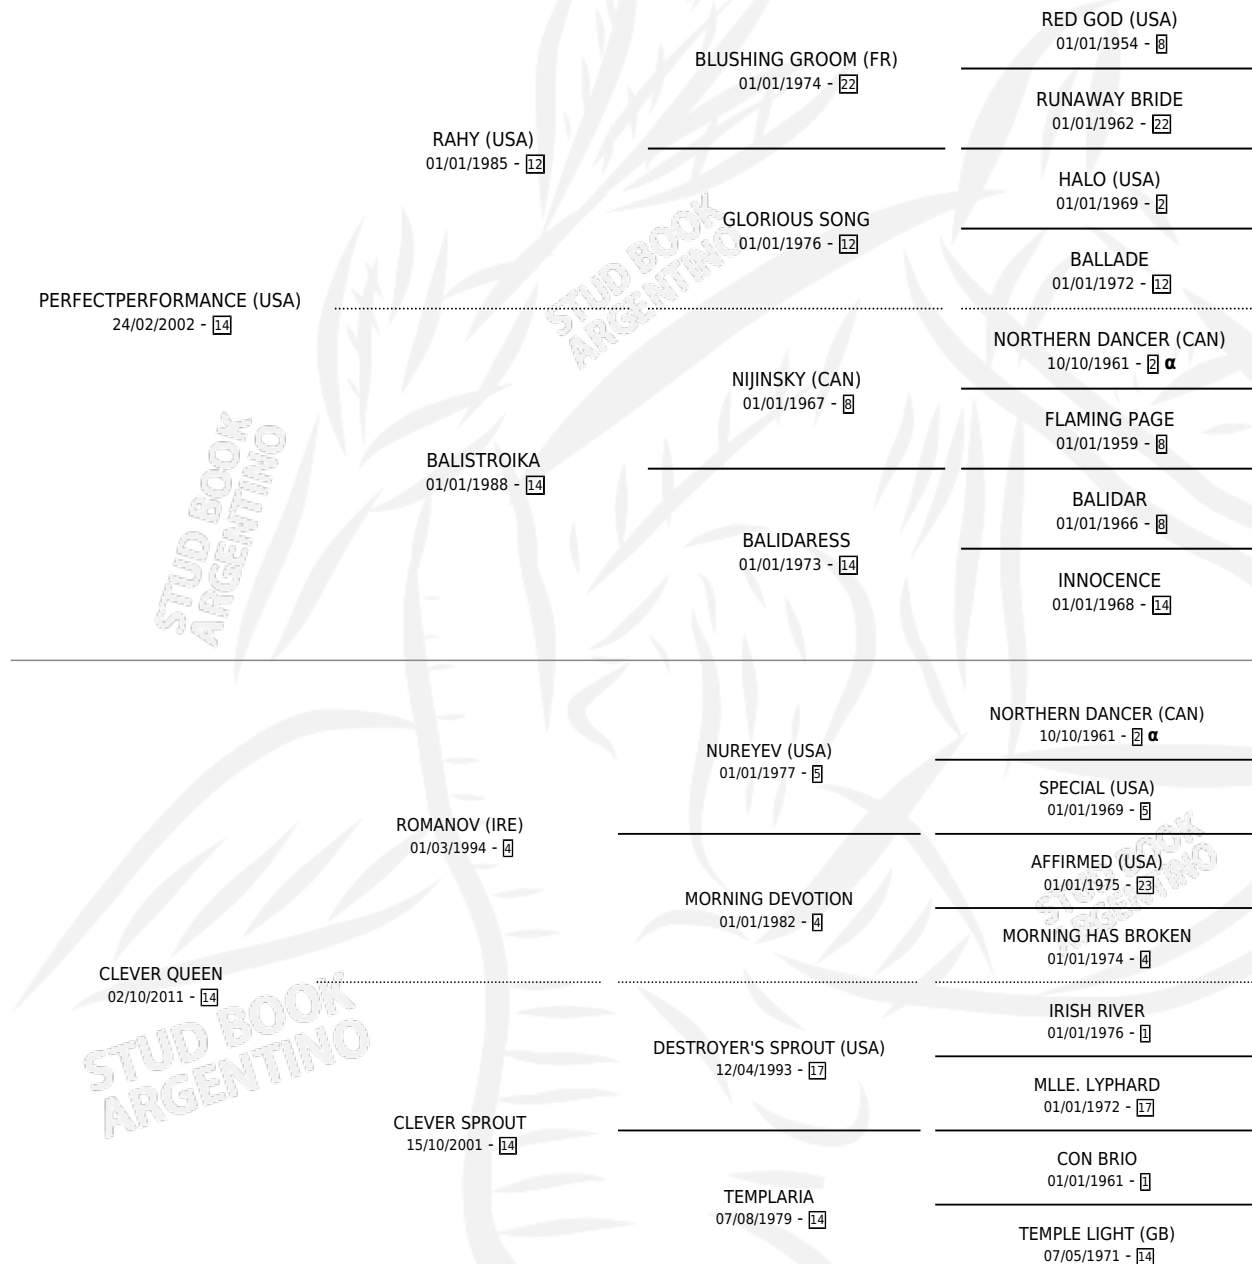 RED GOD (USA)
01/01/1954 - 8
BLUSHING GROOM (FR)
01/01/1974 - 22
RUNAWAY BRIDE
01/01/1962 - 22
RAHY (USA)
01/01/1985 - 12
HALO (USA)
01/01/1969 - 2
GLORIOUS SONG
01/01/1976 - 12
BALLADE
01/01/1972 - 12
PERFECTPERFORMANCE (USA)
24/02/2002 - 14
NORTHERN DANCER (CAN)
10/10/1961 - 2 α
NIJINSKY (CAN)
01/01/1967 - 8
FLAMING PAGE
01/01/1959 - 8
BALISTROIKA
01/01/1988 - 14
BALIDAR
01/01/1966 - 8
BALIDARESS
01/01/1973 - 14
INNOCENCE
01/01/1968 - 14
NORTHERN DANCER (CAN)
10/10/1961 - 2 α
NUREYEV (USA)
01/01/1977 - 5
SPECIAL (USA)
01/01/1969 - 5
ROMANOV (IRE)
01/03/1994 - 4
AFFIRMED (USA)
01/01/1975 - 23
MORNING DEVOTION
01/01/1982 - 4
MORNING HAS BROKEN
01/01/1974 - 4
CLEVER QUEEN
02/10/2011 - 14
IRISH RIVER
01/01/1976 - 1
DESTROYER'S SPROUT (USA)
12/04/1993 - 17
MLLE. LYPHARD
01/01/1972 - 17
CLEVER SPROUT
15/10/2001 - 14
CON BRIO
01/01/1961 - 1
TEMPLARIA
07/08/1979 - 14
TEMPLE LIGHT (GB)
07/05/1971 - 14
STUD BOOK
ARGENTINO
STUD BOOK
ARGENTINO
STUD BOOK
ARGENTINO
STUD BOOK
ARGENTINO